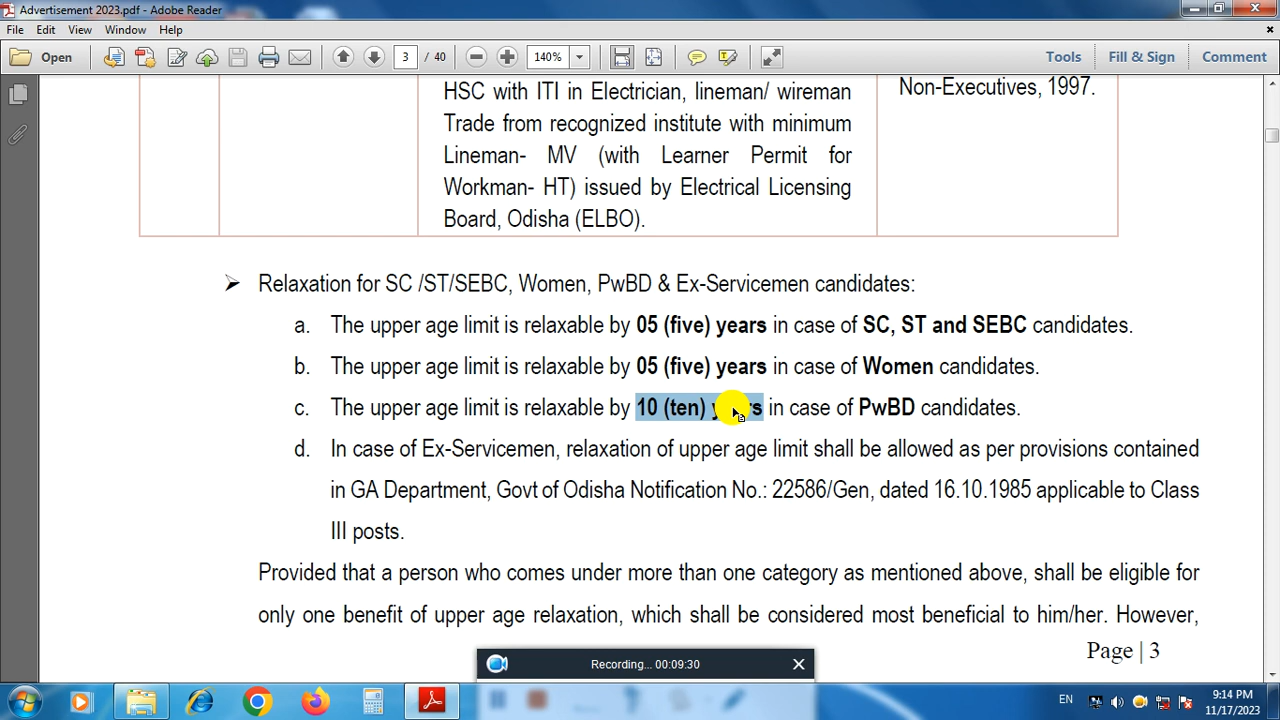 Advertisement 2023.pdf - Adobe Reader
File Edit View Window Help
Open 3 / 40 140% Tools Fill & Sign Comment
HSC with ITI in Electrician, lineman/ wireman
Trade from recognized institute with minimum
Lineman- MV (with Learner Permit for
Workman- HT) issued by Electrical Licensing
Board, Odisha (ELBO).
Non-Executives, 1997.
➢ Relaxation for SC /ST/SEBC, Women, PwBD & Ex-Servicemen candidates:
a. The upper age limit is relaxable by 05 (five) years in case of SC, ST and SEBC candidates.
b. The upper age limit is relaxable by 05 (five) years in case of Women candidates.
c. The upper age limit is relaxable by 10 (ten) years in case of PwBD candidates.
d. In case of Ex-Servicemen, relaxation of upper age limit shall be allowed as per provisions contained
in GA Department, Govt of Odisha Notification No.: 22586/Gen, dated 16.10.1985 applicable to Class
III posts.
Provided that a person who comes under more than one category as mentioned above, shall be eligible for
only one benefit of upper age relaxation, which shall be considered most beneficial to him/her. However,
Page | 3
Recording... 00:09:30
EN 9:14 PM
11/17/2023